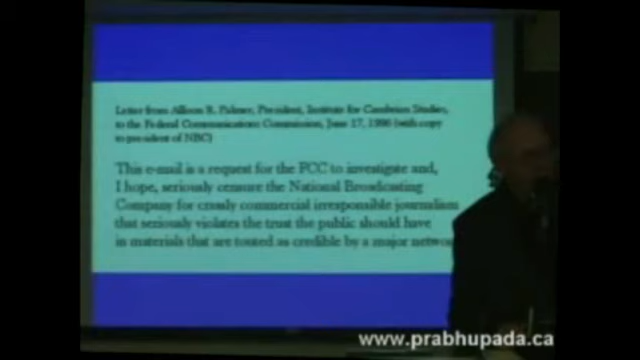 Letter from Allison R. Palmer, President, Institute for Cambrian Studies,
to the Federal Communications Commission, June 17, 1996 (with copy
to president of NBC)
This e-mail is a request for the FCC to investigate and,
I hope, seriously censure the National Broadcasting
Company for crassly commercial irresponsible journalism
that seriously violates the trust the public should have
in materials that are touted as credible by a major networ
www.prabhupada.ca